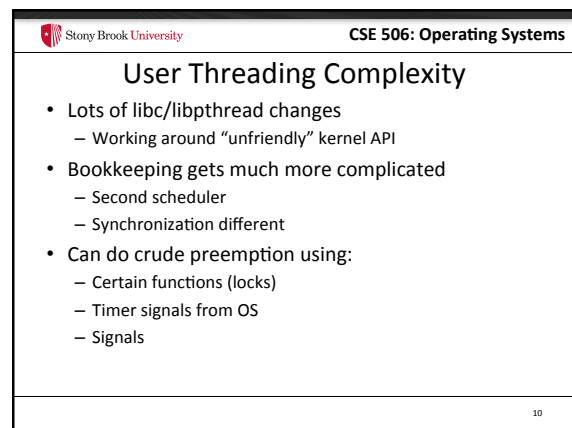 Stony Brook University
CSE 506: Operating Systems
User Threading Complexity
• Lots of libc/libpthread changes
– Working around “unfriendly” kernel API
• Bookkeeping gets much more complicated
– Second scheduler
– Synchronization different
• Can do crude preemption using:
– Certain functions (locks)
– Timer signals from OS
– Signals
10